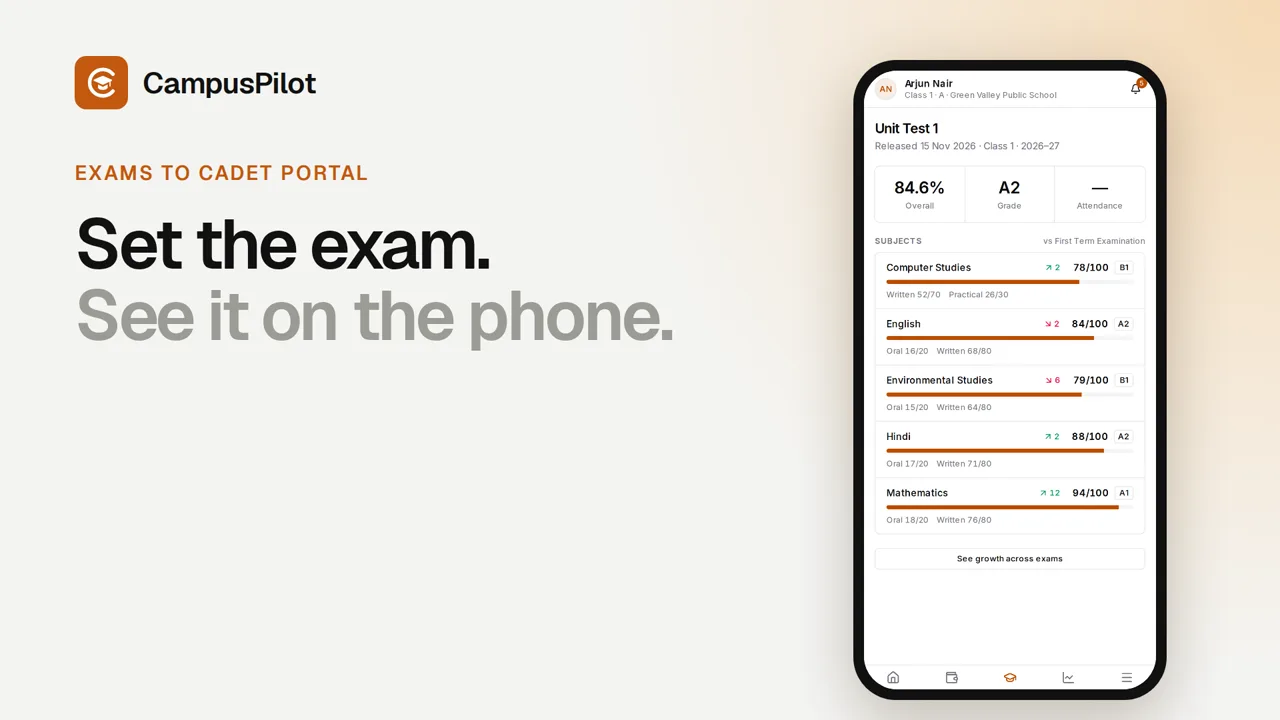 CampusPilot
EXAMS TO CADET PORTAL
Set the exam.
See it on the phone.
AN
Arjun Nair
Class 1 · A · Green Valley Public School
5
Unit Test 1
Released 15 Nov 2026 · Class 1 · 2026–27
84.6% A2 —
Overall Grade Attendance
SUBJECTS vs First Term Examination
Computer Studies ↗ 2 78/100 B1
Written 52/70 Practical 26/30
English ↘ 2 84/100 A2
Oral 16/20 Written 68/80
Environmental Studies ↘ 6 79/100 B1
Oral 15/20 Written 64/80
Hindi ↗ 2 88/100 A2
Oral 17/20 Written 71/80
Mathematics ↗ 12 94/100 A1
Oral 18/20 Written 76/80
See growth across exams